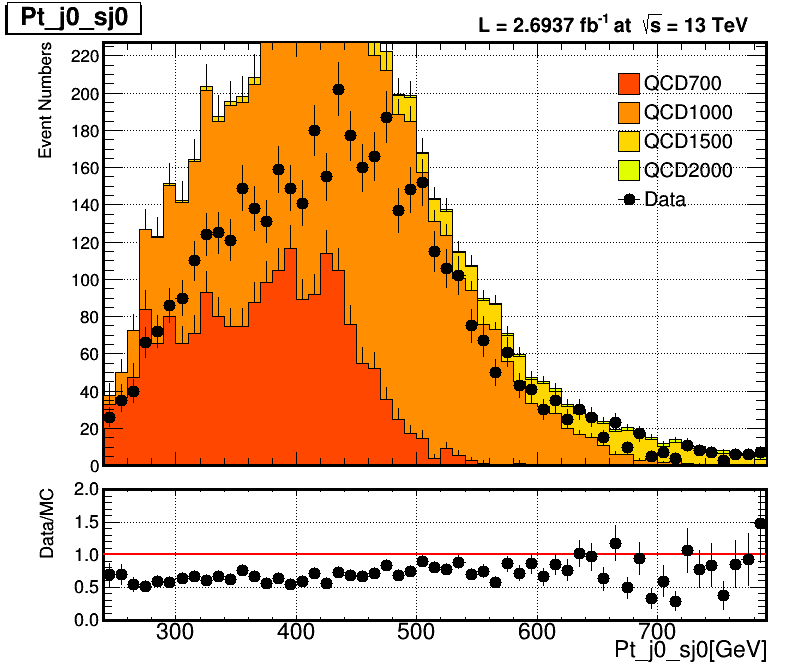 Pt_j0_sj0
L = 2.6937 fb-1 at √s = 13 TeV
Event Numbers
220
200
180
160
140
120
100
80
60
40
20
0
QCD700
QCD1000
QCD1500
QCD2000
Data
Data/MC
2.0
1.5
1.0
0.5
0.0
300 400 500 600 700
Pt_j0_sj0[GeV]